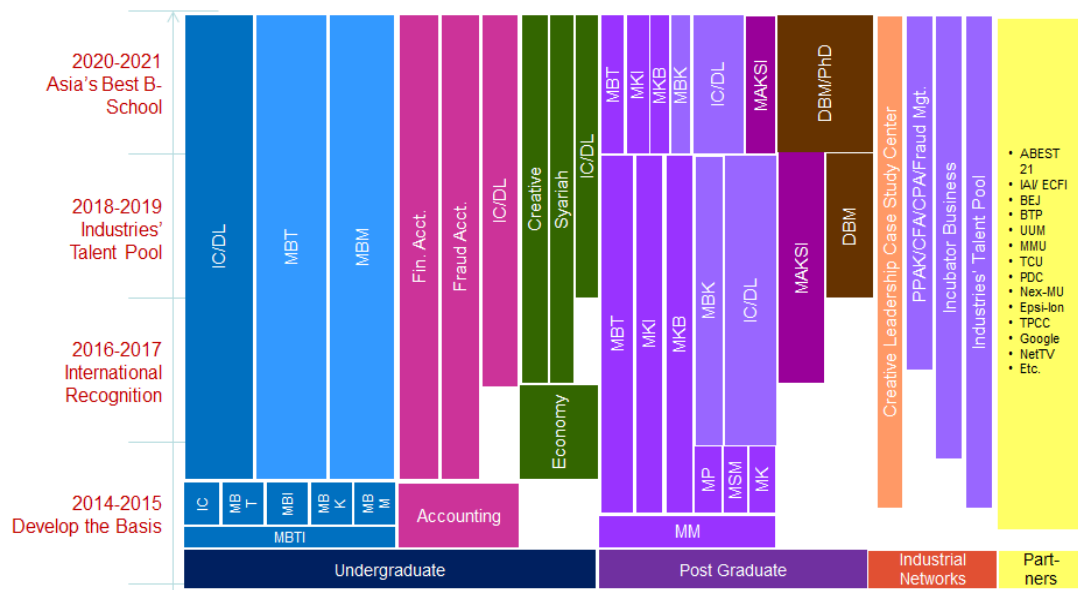 2020-2021
Asia's Best B-
School
2018-2019
Industries'
Talent Pool
2016-2017
International
Recognition
2014-2015
Develop the Basis
IC/DL
MBT
MBM
Fin. Acct.
Fraud Acct.
IC/DL
Creative
Syariah
IC/DL
Economy
IC
MB
T
MBI
MB
K
MB
M
MBTI
Accounting
MBT
MKI
MKB
MBK
IC/DL
MAKSI
DBM/PhD
MBT
MKI
MKB
MBK
IC/DL
MAKSI
DBM
MP
MSM
MK
MM
Creative Leadership Case Study Center
PPAK/CFA/CPA/Fraud Mgt.
Incubator Business
Industries' Talent Pool
• ABEST
21
• IAI/ ECFI
• BEJ
• BTP
• UUM
• MMU
• TCU
• PDC
• Nex-MU
• Epsi-lon
• TPCC
• Google
• NetTV
• Etc.
Undergraduate
Post Graduate
Industrial
Networks
Part-
ners